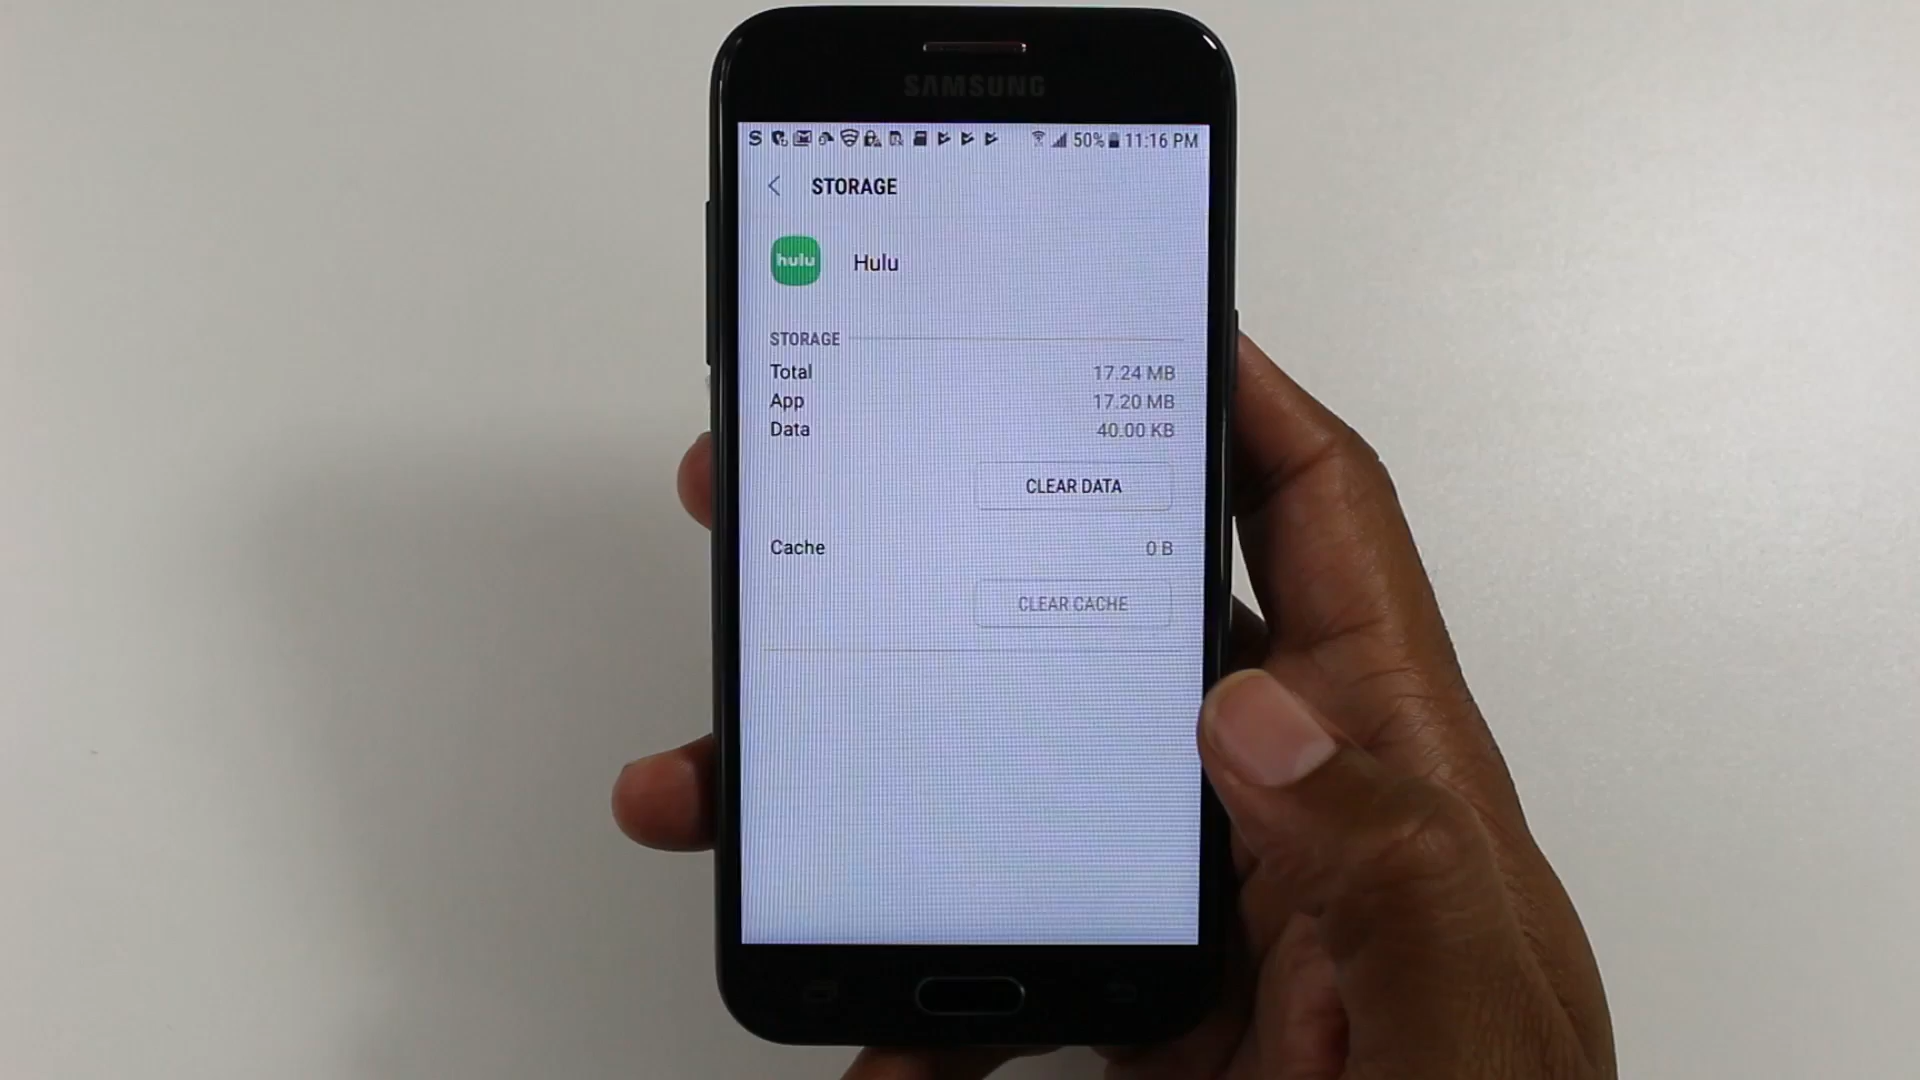 SAMSUNG
S 50% 11:16 PM
STORAGE
hulu Hulu
STORAGE
Total 17.24 MB
App 17.20 MB
Data 40.00 KB
CLEAR DATA
Cache 0 B
CLEAR CACHE